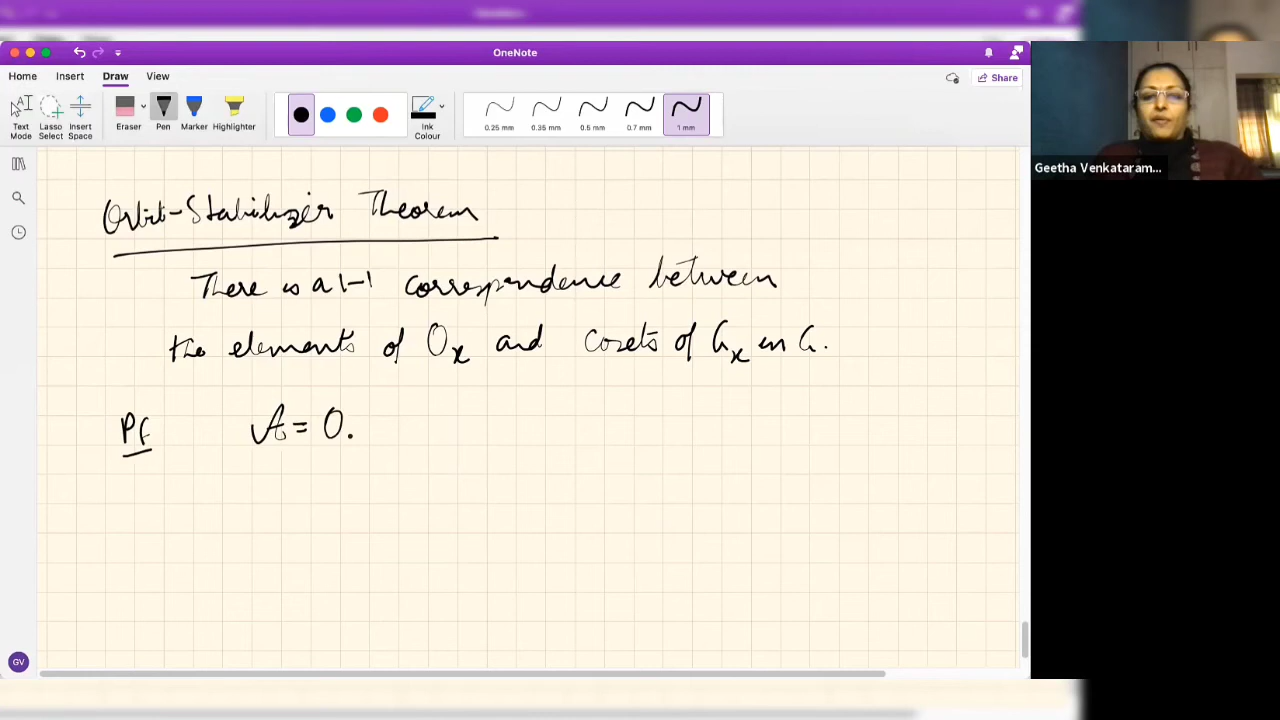 OneNote
Home Insert Draw View
Share
Text Mode
Lasso Select
Insert Space
Eraser
Pen
Marker
Highlighter
0.25 mm
0.35 mm
0.5 mm
0.7 mm
1 mm
Ink Colour
Geetha Venkataram...
Orbit-Stabilizer Theorem
There is a 1-1 correspondence between
the elements of Ox and cosets of Gx in G.
Pf A = O.
GV